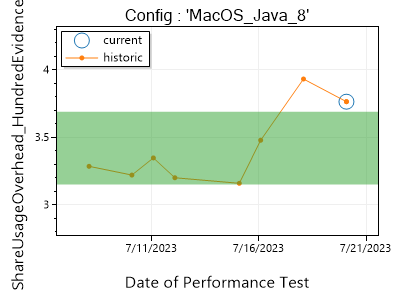 Config : 'MacOS_Java_8'
current
historic
ShareUsageOverhead_HundredEvidence
4
3.5
3
7/11/2023
7/16/2023
7/21/2023
Date of Performance Test